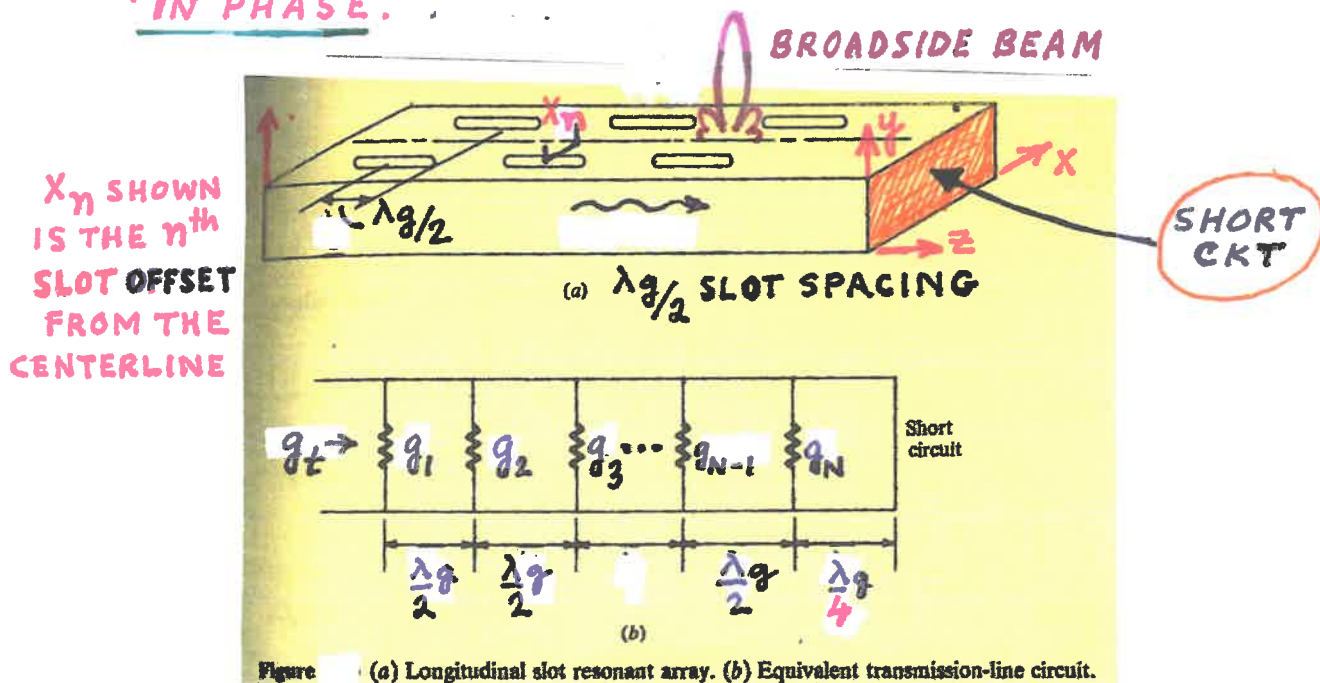 IN PHASE.
BROADSIDE BEAM
Xn
y
X
Xn SHOWN
IS THE nth
SLOT OFFSET
FROM THE
CENTERLINE
λg/2
Z
SHORT
CKT
(a) λg/2 SLOT SPACING
gt → g1 g2 g3 ... gN-1 gN
Short
circuit
λg/2 λg/2 λg/2 λg/4
(b)
Figure (a) Longitudinal slot resonant array. (b) Equivalent transmission-line circuit.